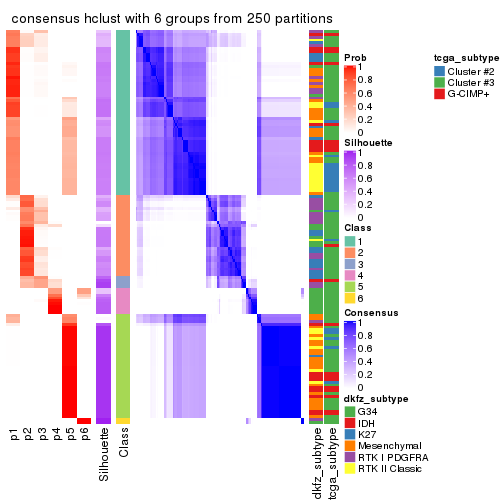 consensus hclust with 6 groups from 250 partitions
Prob
1
0.8
0.6
0.4
0.2
0
Silhouette
1
0.8
0.6
0.4
0.2
0
Class
1
2
3
4
5
6
Consensus
1
0.8
0.6
0.4
0.2
0
dkfz_subtype
G34
IDH
K27
Mesenchymal
RTK I PDGFRA
RTK II Classic
tcga_subtype
Cluster #2
Cluster #3
G-CIMP+
p1
p2
p3
p4
p5
p6
Silhouette
Class
dkfz_subtype
tcga_subtype